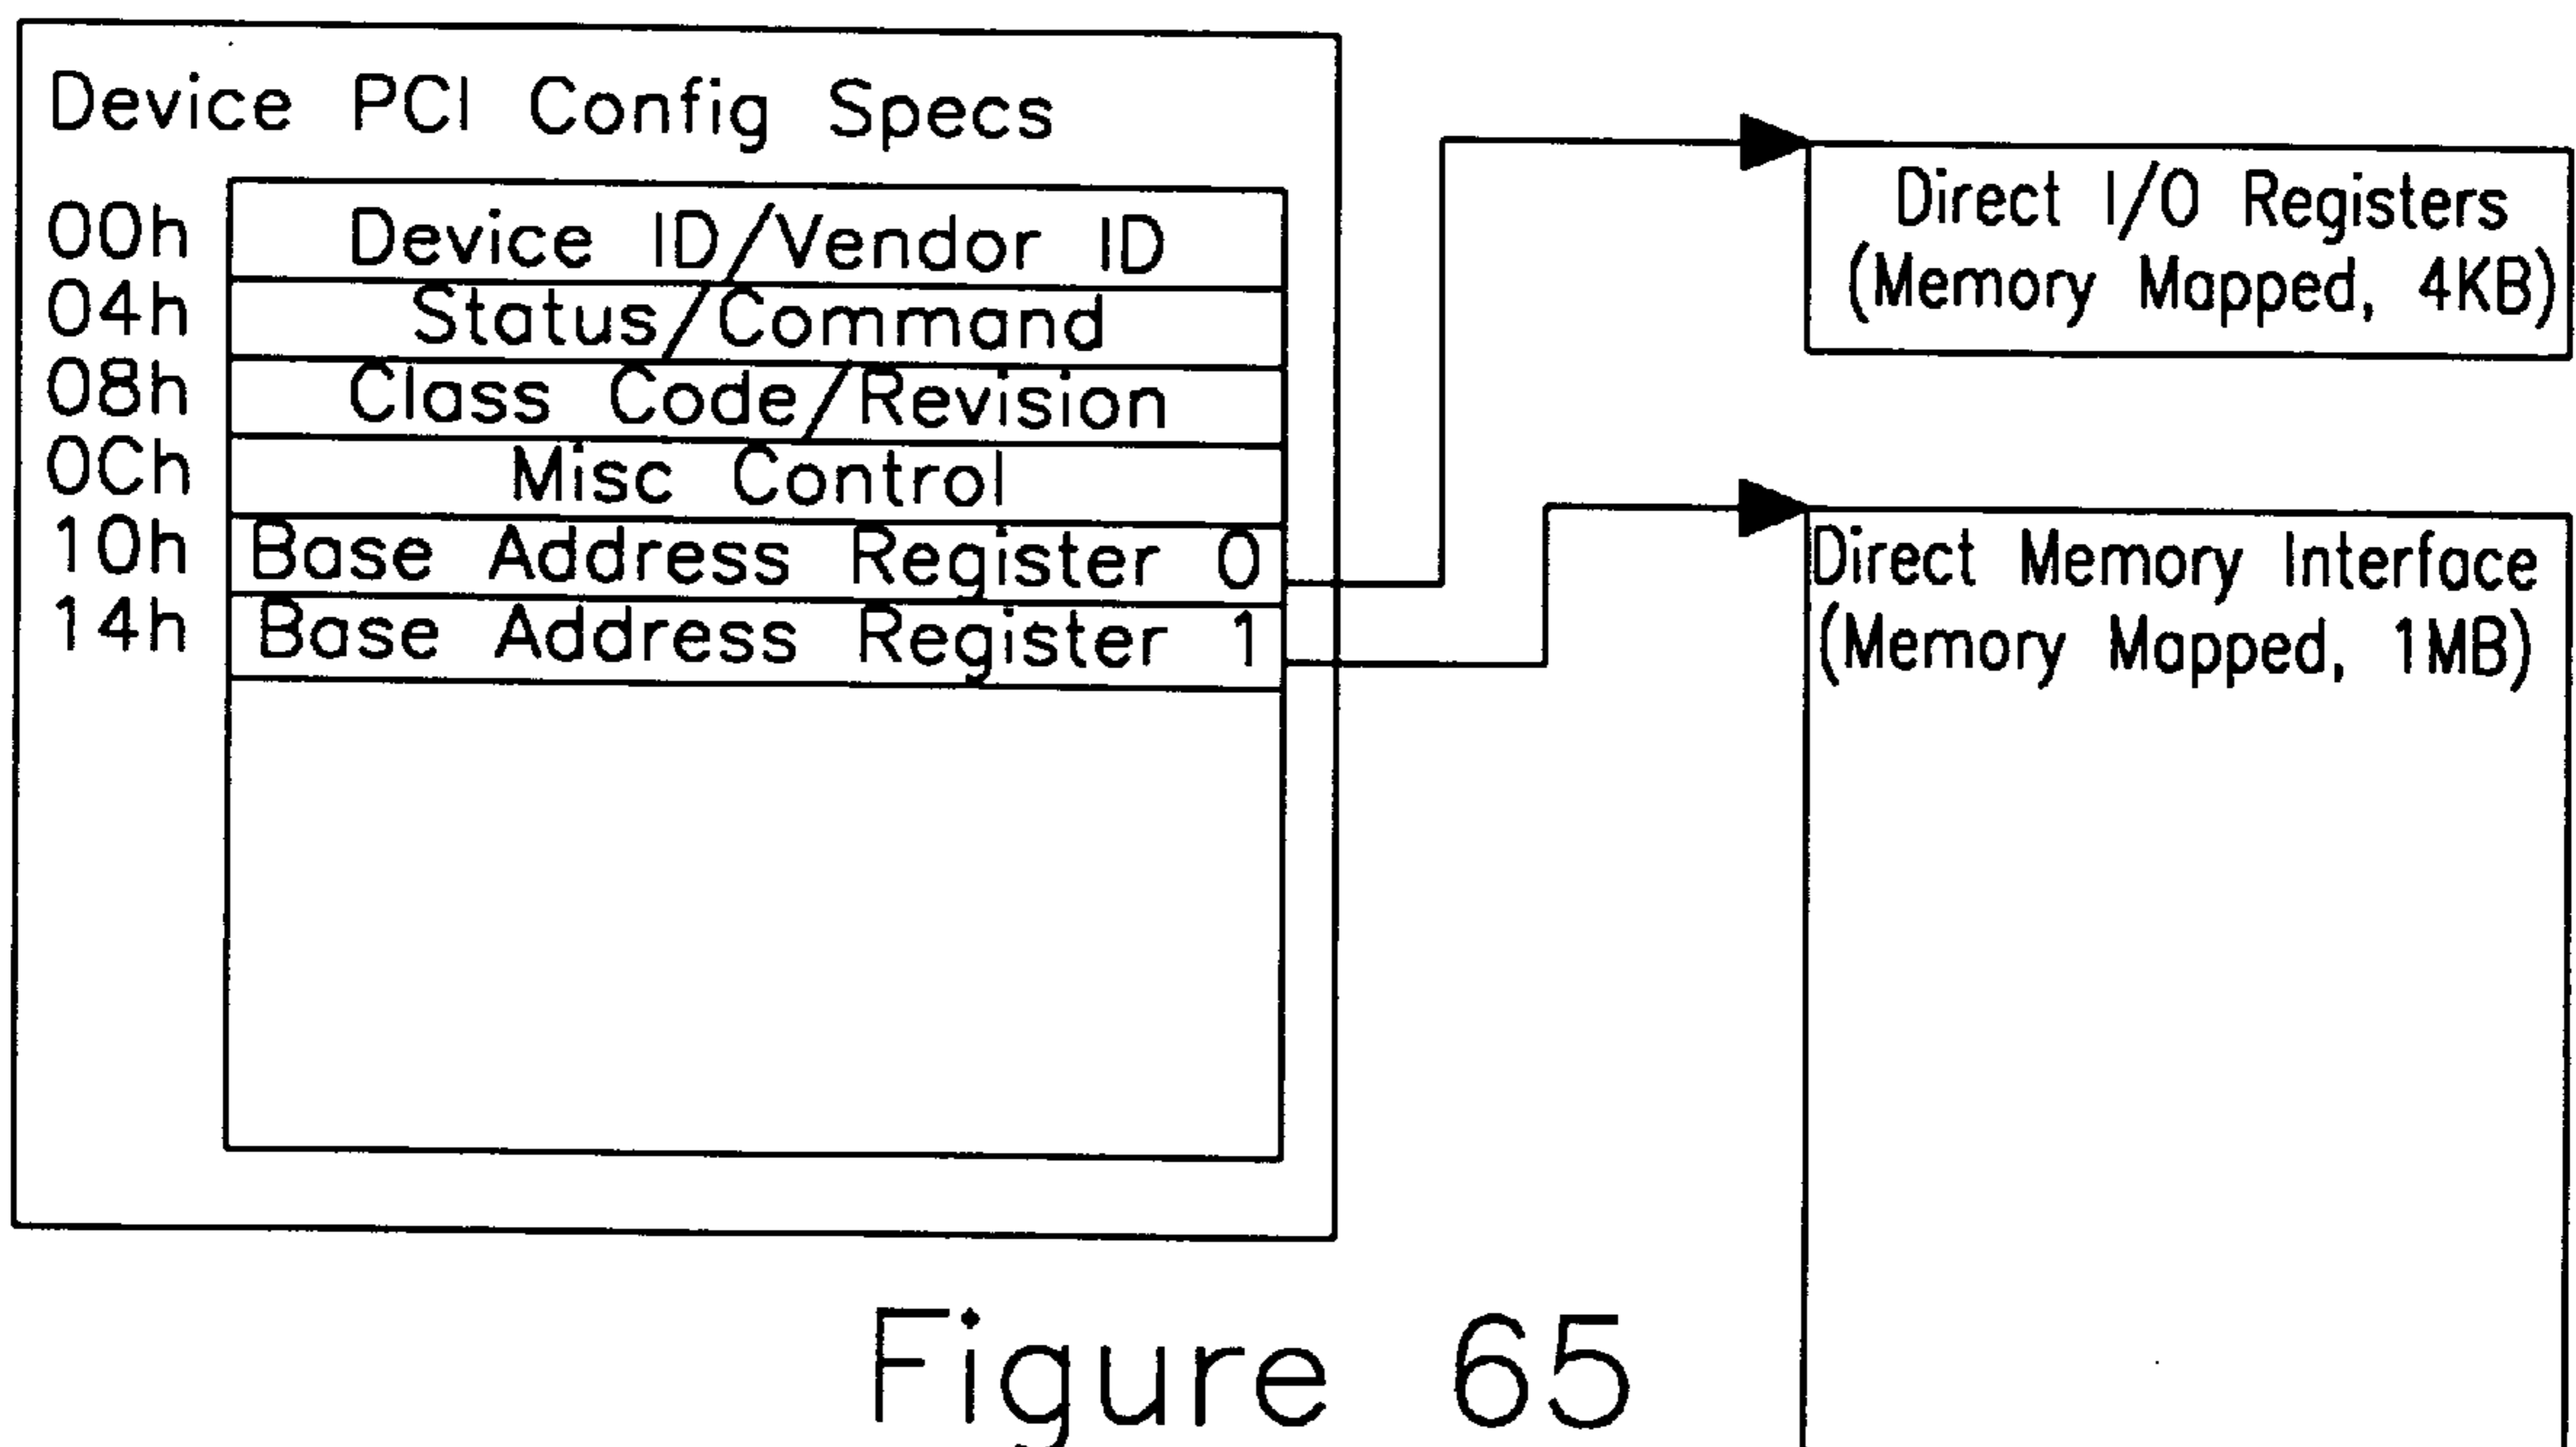 Device PCI Config Specs
00h Device ID/Vendor ID
04h Status/Command
08h Class Code/Revision
0Ch Misc Control
10h Base Address Register 0
14h Base Address Register 1
Direct I/O Registers
(Memory Mapped, 4KB)
Direct Memory Interface
(Memory Mapped, 1MB)
Figure 65